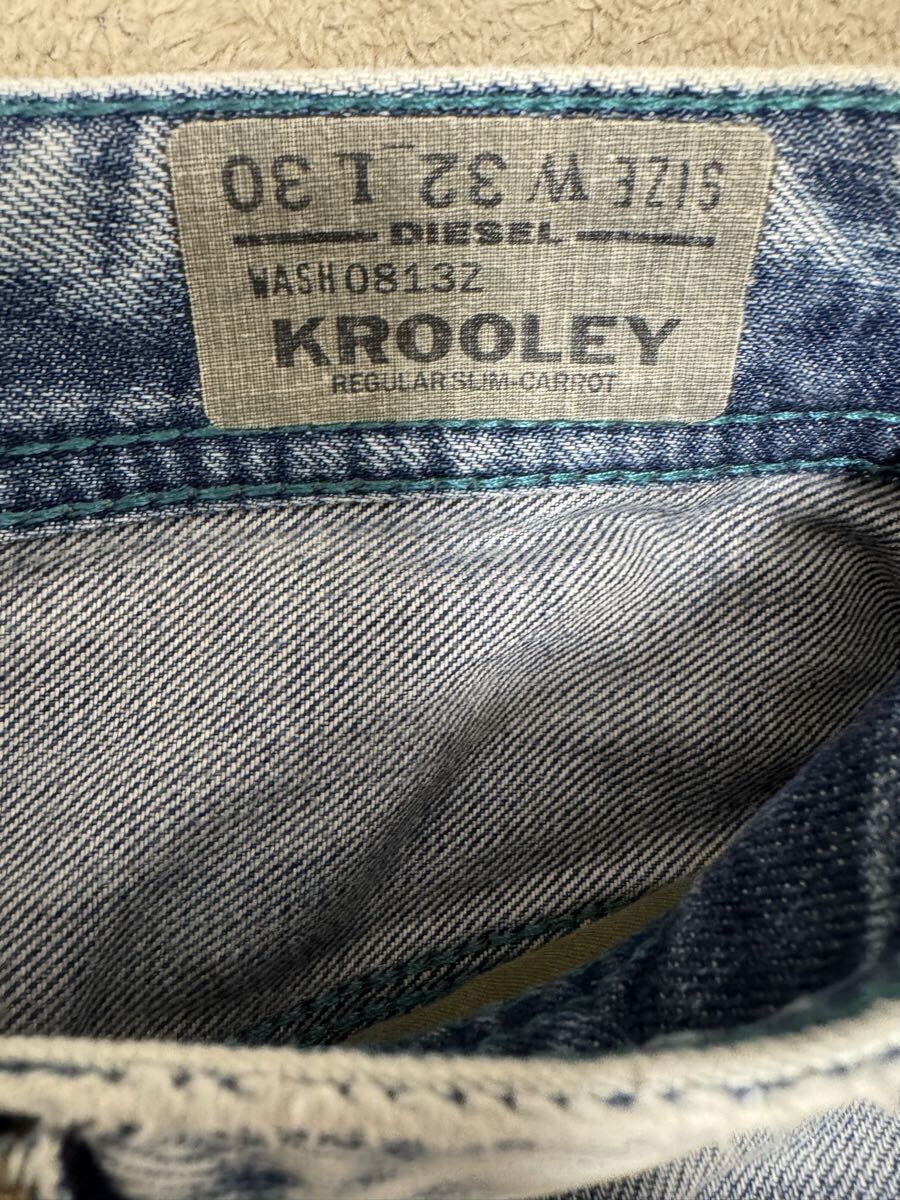 SIZE W 32 L 30
DIESEL
WASH 0813Z
KROOLEY
REGULAR SLIM-CARROT